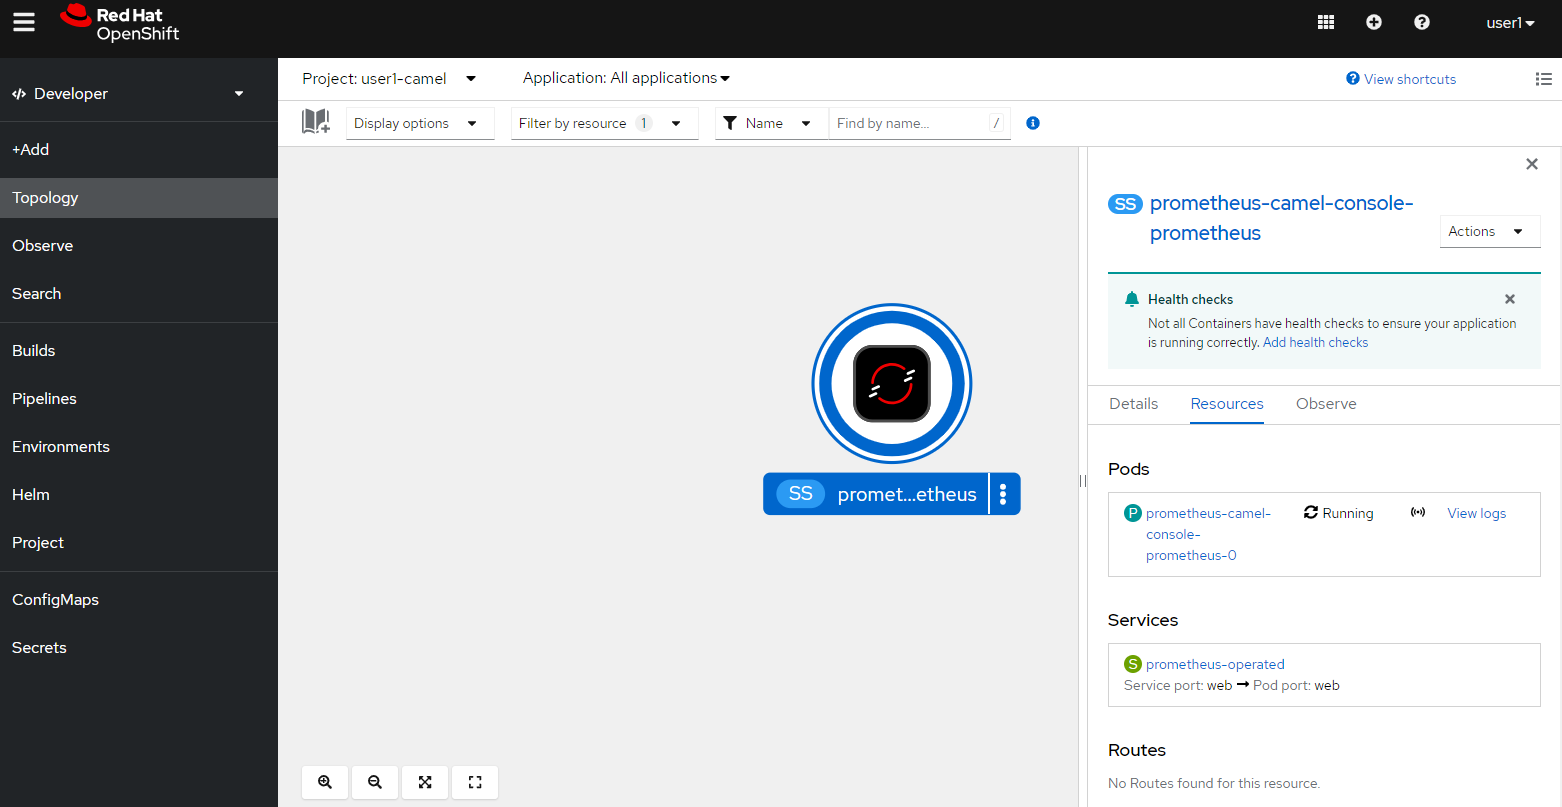 Red Hat
OpenShift
user1
Developer
+Add
Topology
Observe
Search
Builds
Pipelines
Environments
Helm
Project
ConfigMaps
Secrets
Project: user1-camel
Application: All applications
View shortcuts
Display options
Filter by resource 1
Name
Find by name...
/
SS promet...etheus
SS prometheus-camel-console-
prometheus
Actions
Health checks
Not all Containers have health checks to ensure your application
is running correctly. Add health checks
Details Resources Observe
Pods
P prometheus-camel- Running View logs
console-
prometheus-0
Services
S prometheus-operated
Service port: web → Pod port: web
Routes
No Routes found for this resource.